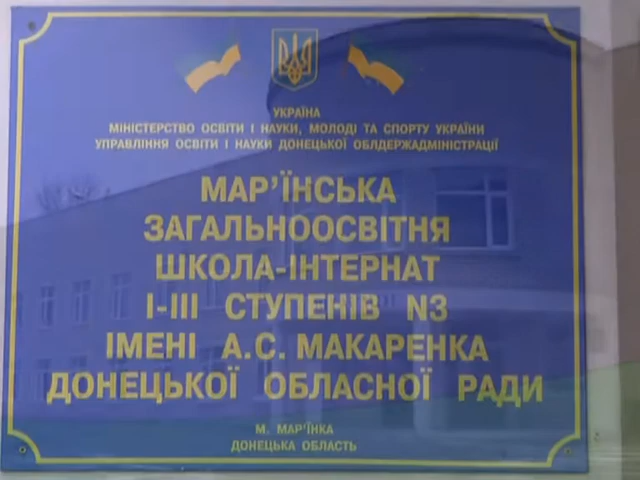 УКРАЇНА
МІНІСТЕРСТВО ОСВІТИ І НАУКИ, МОЛОДІ ТА СПОРТУ УКРАЇНИ
УПРАВЛІННЯ ОСВІТИ І НАУКИ ДОНЕЦЬКОЇ ОБЛДЕРЖАДМІНІСТРАЦІЇ
МАР’ЇНСЬКА
ЗАГАЛЬНООСВІТНЯ
ШКОЛА-ІНТЕРНАТ
І-ІІІ СТУПЕНІВ N3
ІМЕНІ А.С. МАКАРЕНКА
ДОНЕЦЬКОЇ ОБЛАСНОЇ РАДИ
М. МАР’ЇНКА
ДОНЕЦЬКА ОБЛАСТЬ